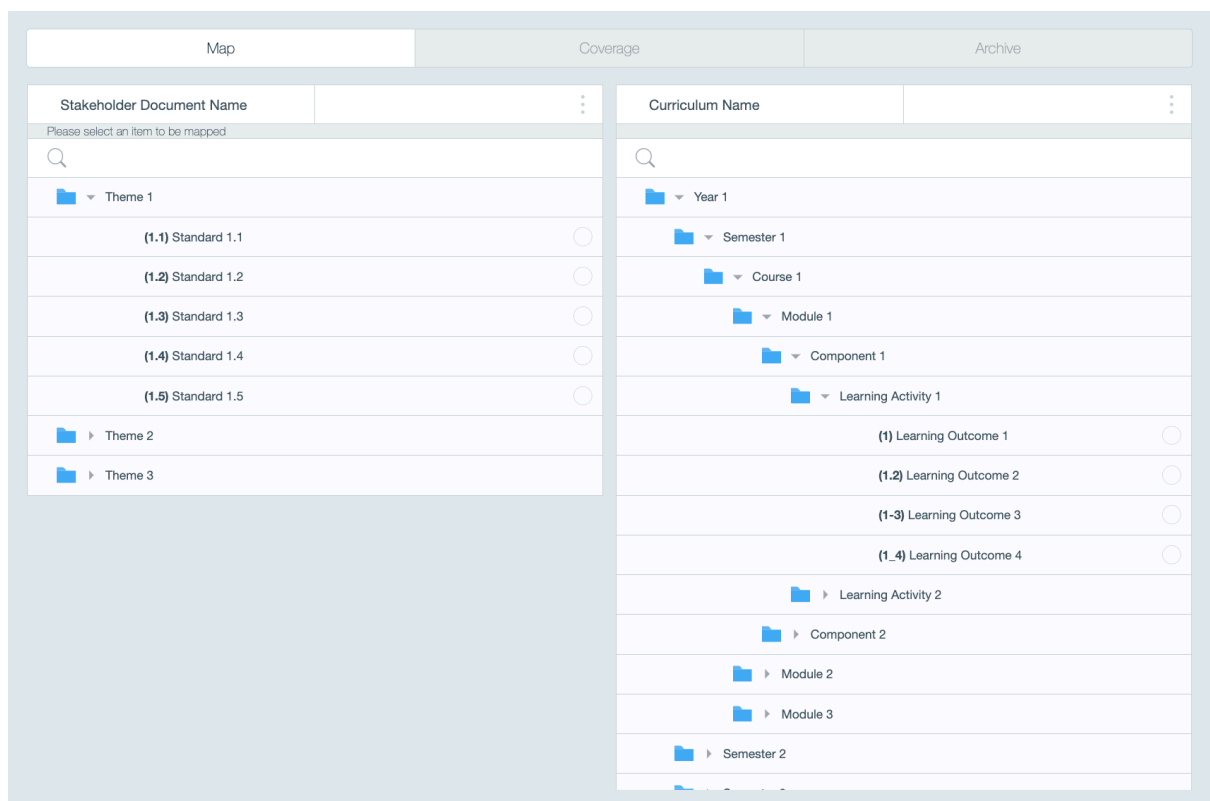 Map
Coverage
Archive
Stakeholder Document Name
Please select an item to be mapped
Theme 1
(1.1) Standard 1.1
(1.2) Standard 1.2
(1.3) Standard 1.3
(1.4) Standard 1.4
(1.5) Standard 1.5
Theme 2
Theme 3
Curriculum Name
Year 1
Semester 1
Course 1
Module 1
Component 1
Learning Activity 1
(1) Learning Outcome 1
(1.2) Learning Outcome 2
(1-3) Learning Outcome 3
(1_4) Learning Outcome 4
Learning Activity 2
Component 2
Module 2
Module 3
Semester 2